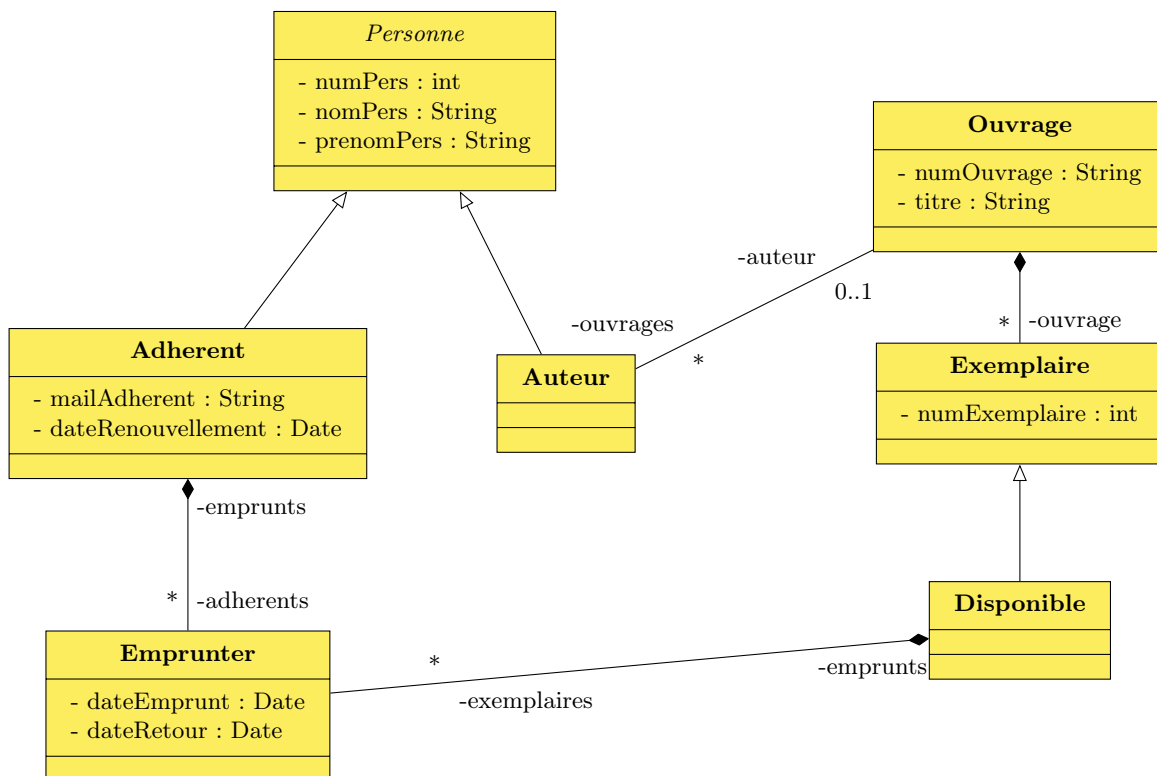 Personne
- numPers : int
- nomPers : String
- prenomPers : String
Ouvrage
- numOuvrage : String
- titre : String
-auteur
0..1
-ouvrages
*
* -ouvrage
Adherent
- mailAdherent : String
- dateRenouvellement : Date
Auteur
Exemplaire
- numExemplaire : int
-emprunts
* -adherents
Disponible
Emprunter
- dateEmprunt : Date
- dateRetour : Date
*
-exemplaires
-emprunts